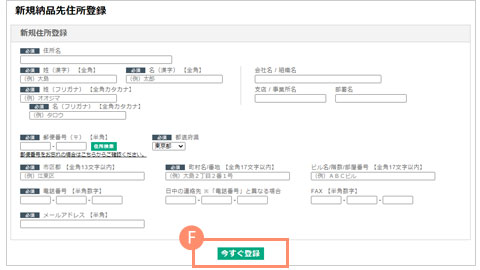 新規納品先住所登録
新規住所登録
必須 住所名
必須 姓（漢字）【全角】 必須 名（漢字）【全角】 会社名 / 組織名
（例）大島 （例）太郎
必須 姓（フリガナ）【全角カタカナ】 支店 / 事業所名 部署名
（例）オオジマ
必須 名（フリガナ）【全角カタカナ】
（例）タロウ
必須 郵便番号（〒）【半角】 必須 都道府県
- 住所検索 東京都
郵便番号をお忘れの場合はこちらからご確認ください。
必須 市区郡【全角13文字以内】 必須 町村名/番地【全角17文字以内】 ビル名/階数/部屋番号【全角17文字以内】
（例）江東区 （例）大島２丁目２番１号 （例）ＡＢＣビル
必須 電話番号【半角数字】 日中の連絡先 ※「電話番号」と異なる場合 FAX【半角数字】
- - - - - -
必須 メールアドレス【半角】
F
今すぐ登録